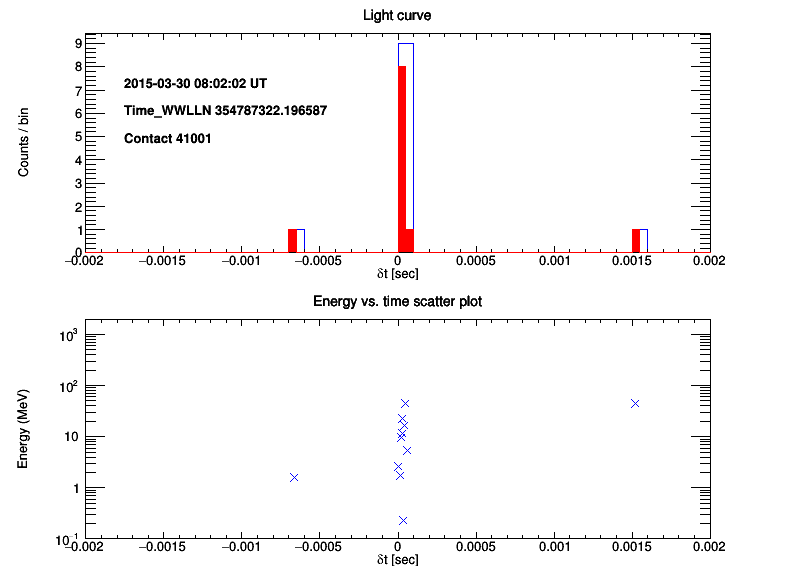 Light curve
9
8
7
6
5
4
3
2
1
0
Counts / bin
2015-03-30 08:02:02 UT
Time_WWLLN 354787322.196587
Contact 41001
−0.002 −0.0015 −0.001 −0.0005 0 0.0005 0.001 0.0015 0.002
δt [sec]
Energy vs. time scatter plot
10³
10²
10
1
10⁻¹
Energy (MeV)
−0.002 −0.0015 −0.001 −0.0005 0 0.0005 0.001 0.0015 0.002
δt [sec]